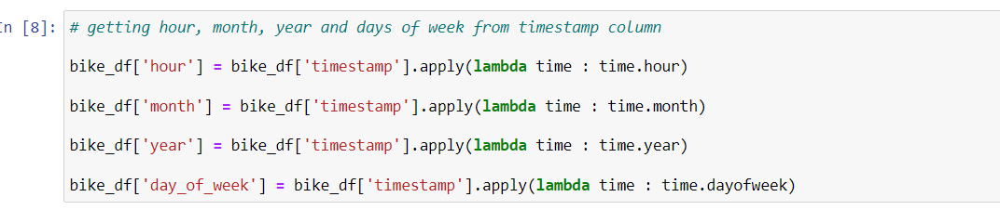 In [8]: # getting hour, month, year and days of week from timestamp column
bike_df['hour'] = bike_df['timestamp'].apply(lambda time : time.hour)
bike_df['month'] = bike_df['timestamp'].apply(lambda time : time.month)
bike_df['year'] = bike_df['timestamp'].apply(lambda time : time.year)
bike_df['day_of_week'] = bike_df['timestamp'].apply(lambda time : time.dayofweek)